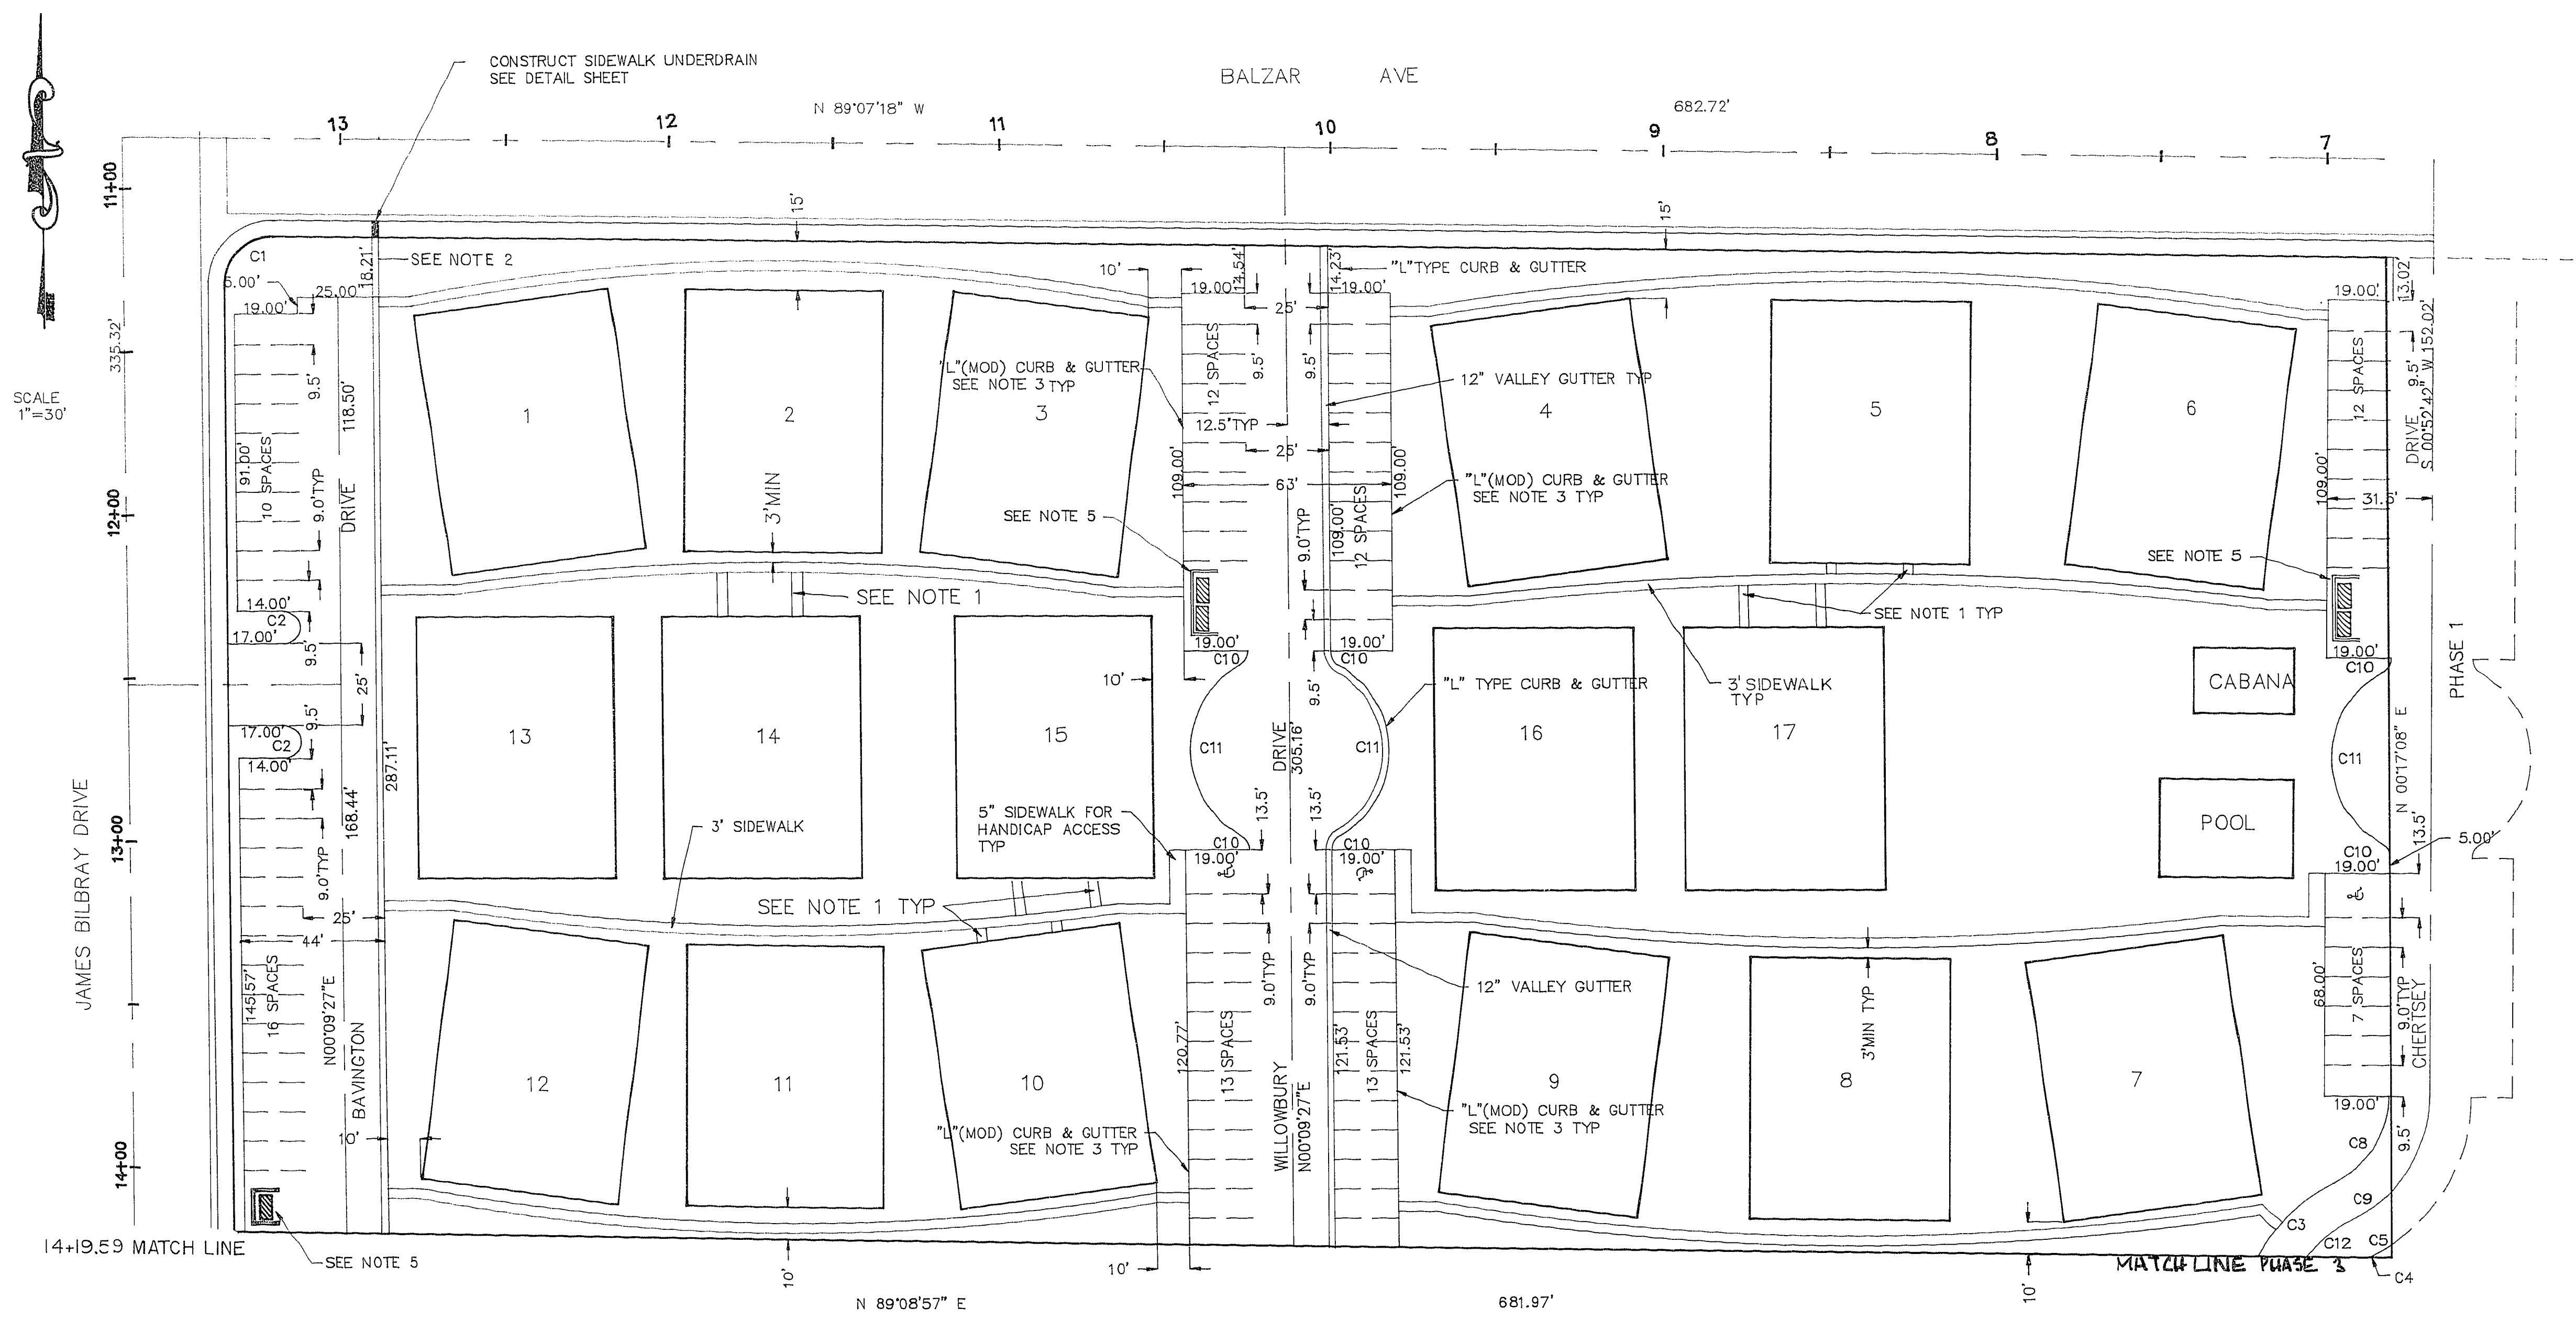 CONSTRUCT SIDEWALK UNDERDRAIN
SEE DETAIL SHEET
BALZAR AVE
N 89°07'18" W
682.72'
13
12
11
10
9
8
7
11+00
335.32'
12+00
13+00
14+00
SCALE
1"=30'
JAMES BILBRAY DRIVE
C1
18.21'
SEE NOTE 2
15'
15'
5.00'
25.00'
19.00'
9.5'
118.50'
91.00'
10 SPACES
9.0'TYP
DRIVE
14.00'
C2
17.00'
9.5'
25'
17.00'
9.5'
C2
14.00'
287.11'
168.44'
9.0'TYP
25'
44'
145.57'
16 SPACES
N00°09'27"E
BAVINGTON
10'
1
2
3
3'MIN
10'
19.00'
14.54'
25'
14.23'
19.00'
"L"TYPE CURB & GUTTER
12 SPACES
9.5'
9.5'
"L"(MOD) CURB & GUTTER
SEE NOTE 3 TYP
12" VALLEY GUTTER TYP
12.5'TYP
25'
63'
109.00'
109.00'
109.00'
12 SPACES
9.0'TYP
"L"(MOD) CURB & GUTTER
SEE NOTE 3 TYP
SEE NOTE 5
SEE NOTE 1
4
5
6
19.00'
13.02'
12 SPACES
9.5'
DRIVE
S 00°52'42" W 152.02'
109.00'
31.5'
SEE NOTE 5
SEE NOTE 1 TYP
19.00'
C10
19.00'
C10
19.00'
C10
10'
9.5'
"L" TYPE CURB & GUTTER
3' SIDEWALK
TYP
CABANA
PHASE 1
13
14
15
16
17
C11
DRIVE
305.16'
C11
C11
N 00°17'08" E
POOL
13.5'
13.5'
13.5'
5.00'
3' SIDEWALK
5" SIDEWALK FOR
HANDICAP ACCESS
TYP
C10
19.00'
C10
19.00'
C10
19.00'
SEE NOTE 1 TYP
9.0'TYP
9.0'TYP
12" VALLEY GUTTER
3'MIN TYP
68.00'
7 SPACES
9.0'TYP
CHERTSEY
12
11
10
9
8
7
120.77'
13 SPACES
WILLOWBURY
N00°09'27"E
121.53'
13 SPACES
121.53'
"L"(MOD) CURB & GUTTER
SEE NOTE 3 TYP
"L"(MOD) CURB & GUTTER
SEE NOTE 3 TYP
19.00'
C8
9.5'
C9
C3
C12
C5
C4
14+19.59 MATCH LINE
SEE NOTE 5
10'
10'
10'
MATCH LINE PHASE 3
N 89°08'57" E
681.97'